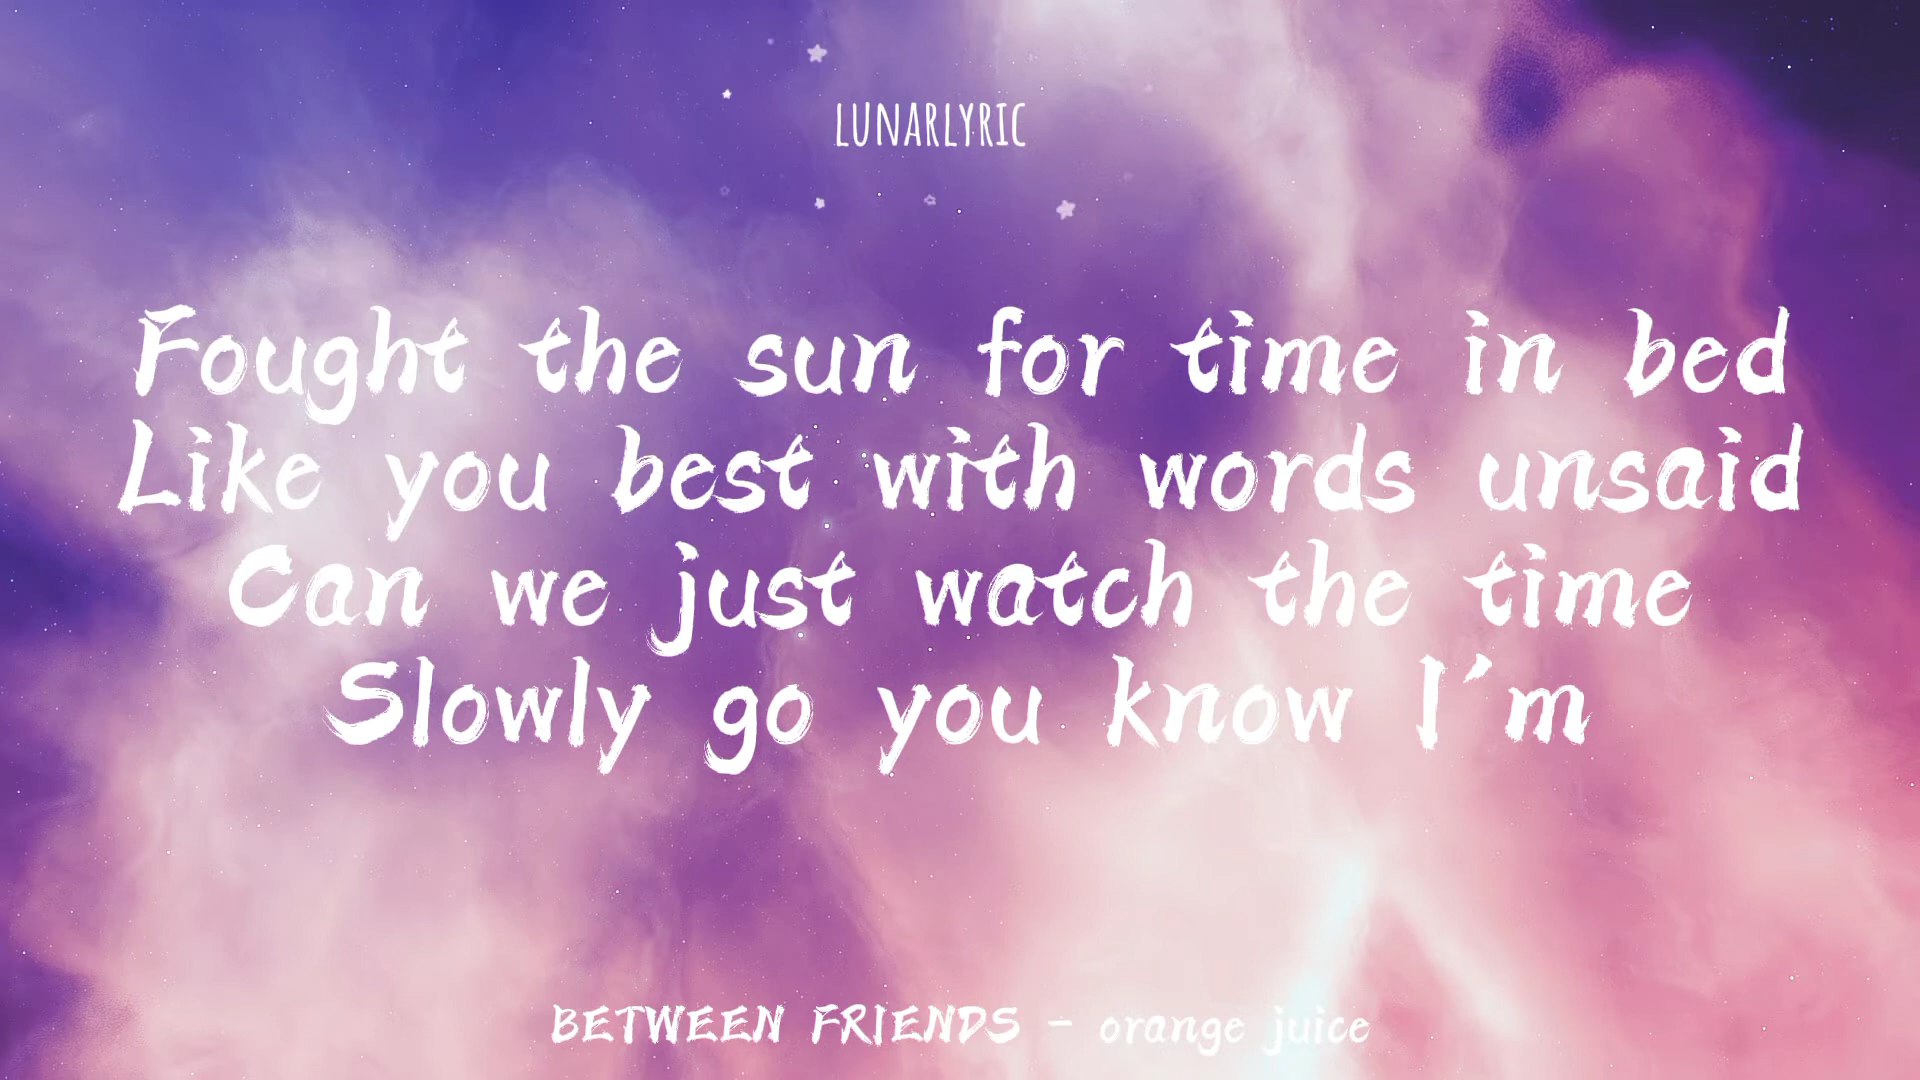 LUNARLYRIC
Fought the sun for time in bed
Like you best with words unsaid
Can we just watch the time
Slowly go you know I'm
BETWEEN FRIENDS - orange juice